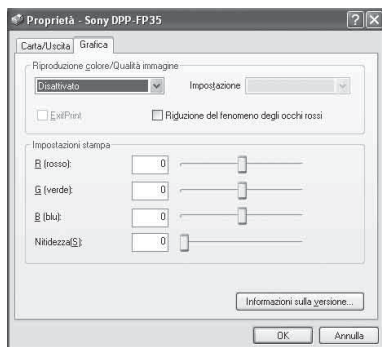 Proprietà - Sony DPP-FP35
Carta/Uscita Grafica
Riproduzione colore/Qualità immagine
Disattivato Impostazione
ExifPrint Riduzione del fenomeno degli occhi rossi
Impostazioni stampa
R (rosso): 0
G (verde): 0
B (blu): 0
Nitidezza(S): 0
Informazioni sulla versione...
OK Annulla